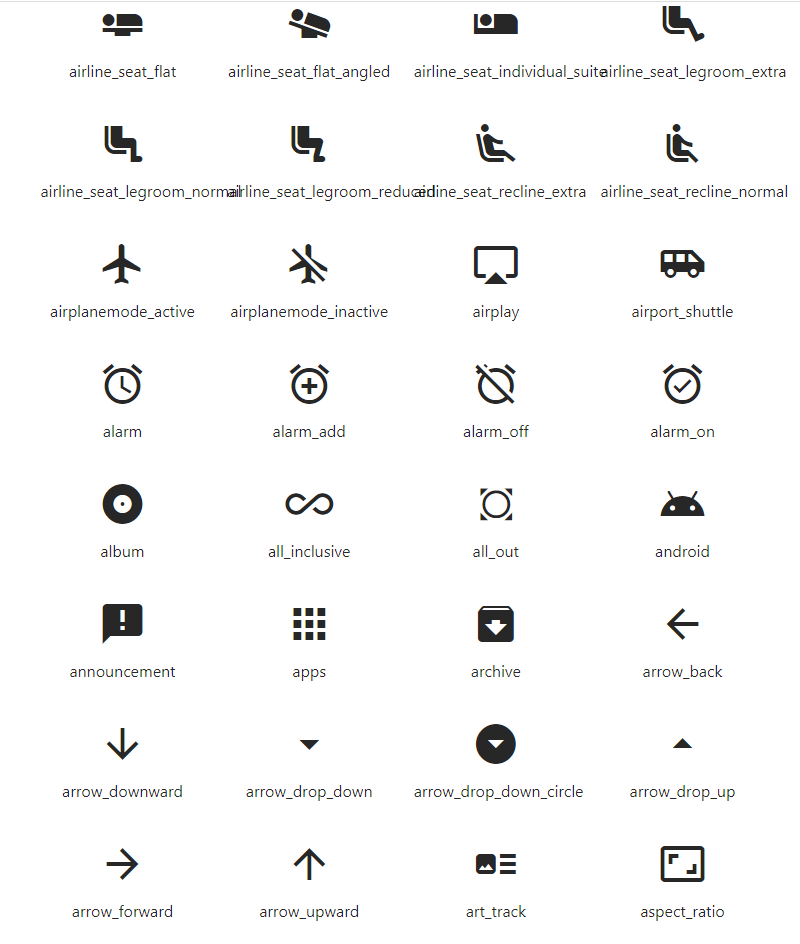 airline_seat_flat airline_seat_flat_angled airline_seat_individual_suite airline_seat_legroom_extra
airline_seat_legroom_normal airline_seat_legroom_reduced airline_seat_recline_extra airline_seat_recline_normal
airplanemode_active airplanemode_inactive airplay airport_shuttle
alarm alarm_add alarm_off alarm_on
album all_inclusive all_out android
announcement apps archive arrow_back
arrow_downward arrow_drop_down arrow_drop_down_circle arrow_drop_up
arrow_forward arrow_upward art_track aspect_ratio